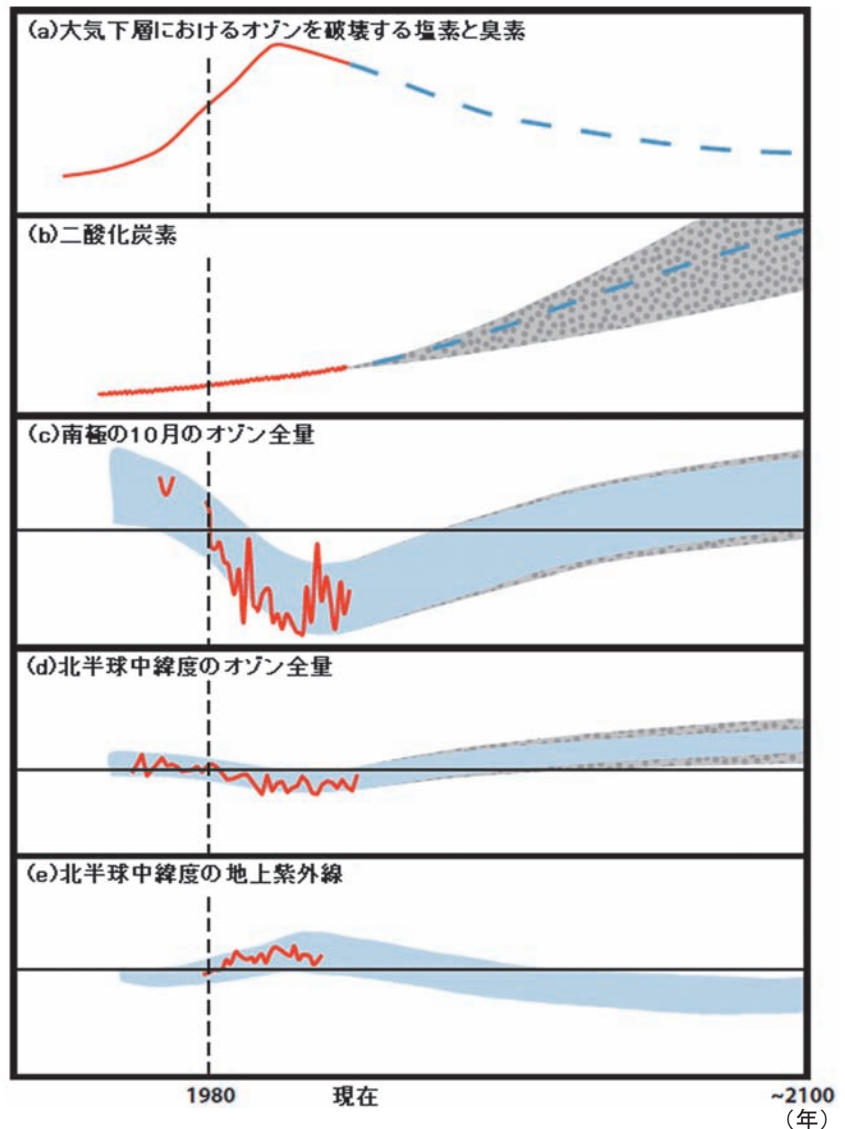 (a)大気下層におけるオゾンを破壊する塩素と臭素
(b)二酸化炭素
(c)南極の10月のオゾン全量
(d)北半球中緯度のオゾン全量
(e)北半球中緯度の地上紫外線
1980 現在 ~2100
(年)